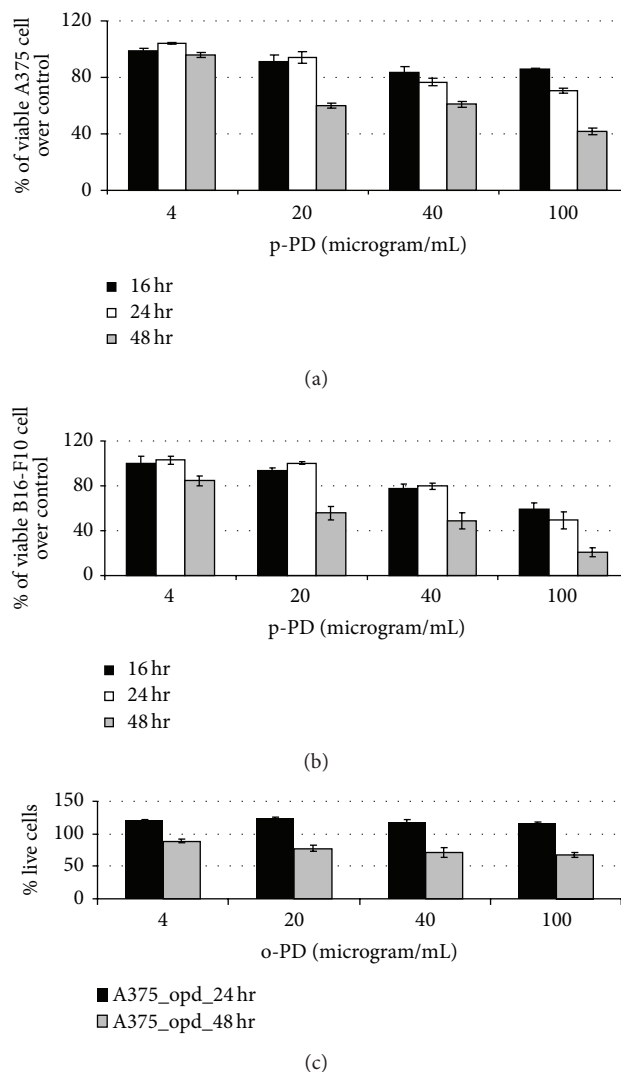 % of viable A375 cell
over control
120
80
40
0
4 20 40 100
p-PD (microgram/mL)
16 hr
24 hr
48 hr
(a)
% of viable B16-F10 cell
over control
120
80
40
0
4 20 40 100
p-PD (microgram/mL)
16 hr
24 hr
48 hr
(b)
% live cells
150
100
50
0
4 20 40 100
o-PD (microgram/mL)
A375_opd_24 hr
A375_opd_48 hr
(c)